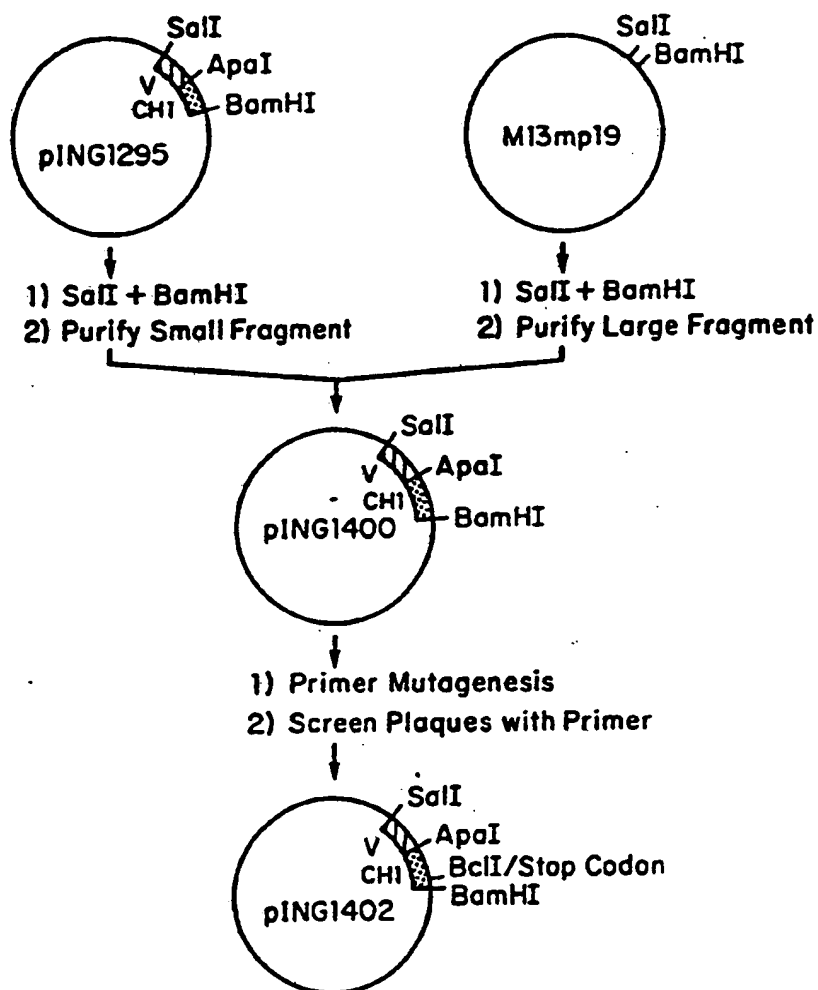 SalI
ApaI
V
CH1
BamHI
pING1295
SalI
BamHI
M13mp19
1) SalI + BamHI
2) Purify Small Fragment
1) SalI + BamHI
2) Purify Large Fragment
SalI
ApaI
V
CH1
BamHI
pING1400
1) Primer Mutagenesis
2) Screen Plaques with Primer
SalI
ApaI
V
BclI/Stop Codon
CH1
BamHI
pING1402